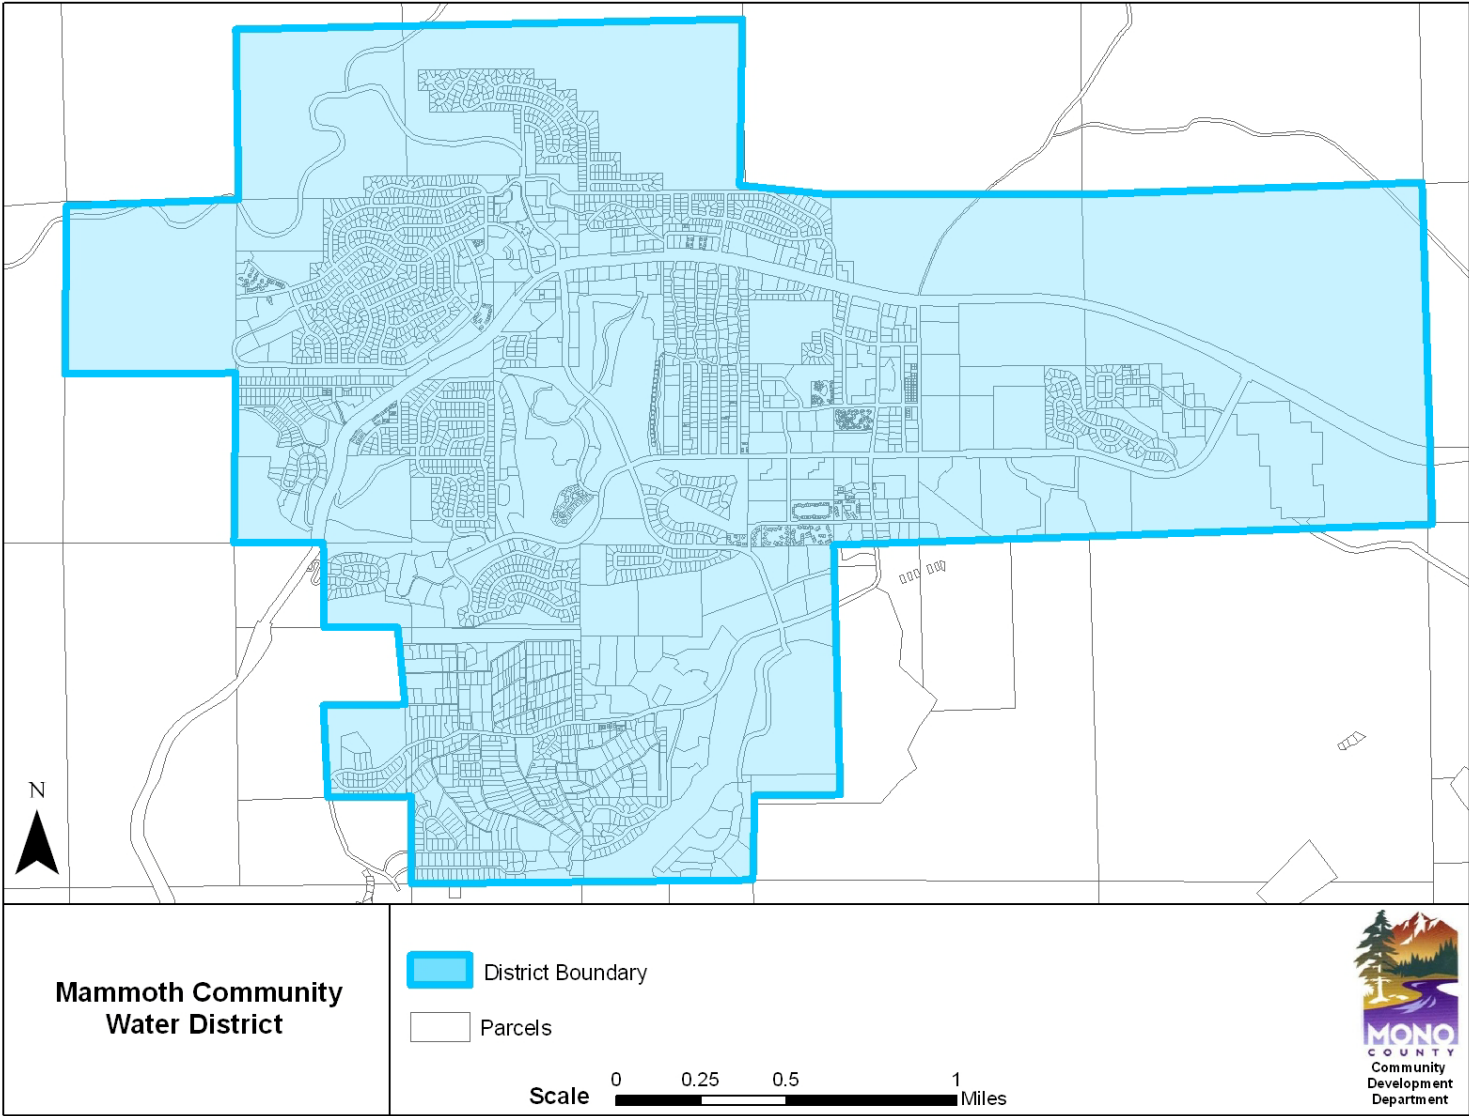 N
Mammoth Community
Water District
District Boundary
Parcels
Scale
0 0.25 0.5 1
Miles
MONO
COUNTY
Community
Development
Department